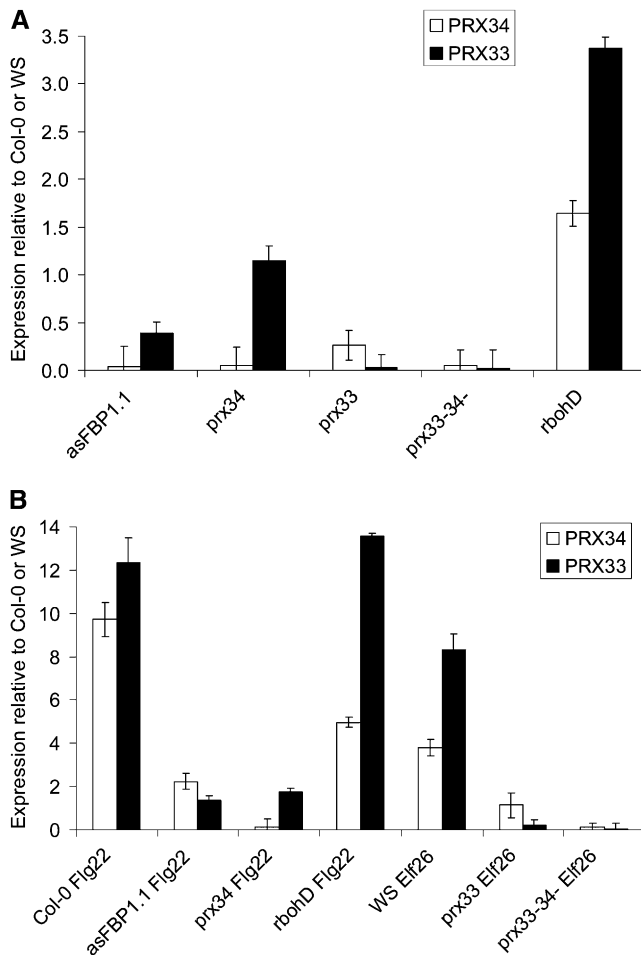 A
PRX34
PRX33
Expression relative to Col-0 or WS
3.5
3.0
2.5
2.0
1.5
1.0
0.5
0.0
asFBP1.1
prx34
prx33
prx33-34-
rbohD
B
PRX34
PRX33
Expression relative to Col-0 or WS
14
12
10
8
6
4
2
0
Col-0 Flg22
asFBP1.1 Flg22
prx34 Flg22
rbohD Flg22
WS Elf26
prx33 Elf26
prx33-34- Elf26